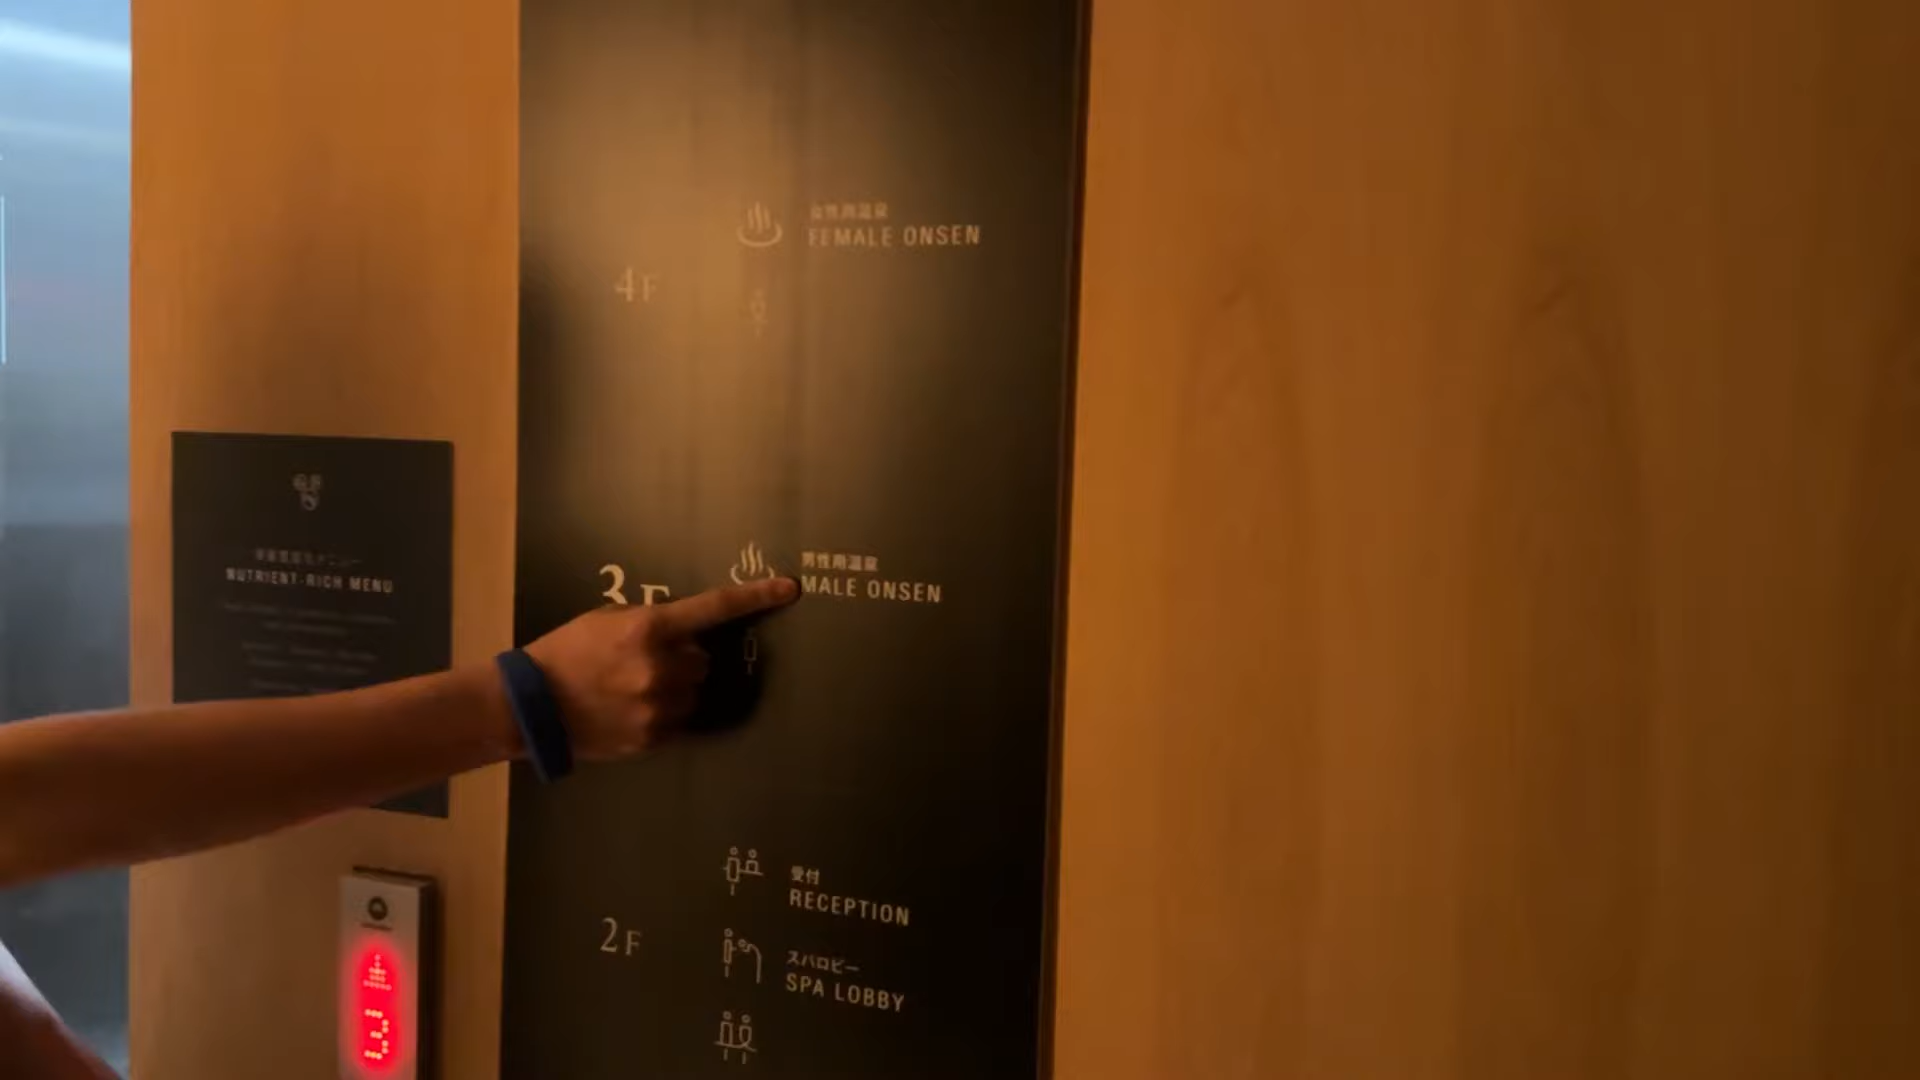 女性用温泉
FEMALE ONSEN
4F
男性用温泉
MALE ONSEN
3F
NUTRIENT-RICH MENU
受付
RECEPTION
2F
スパロビー
SPA LOBBY
3